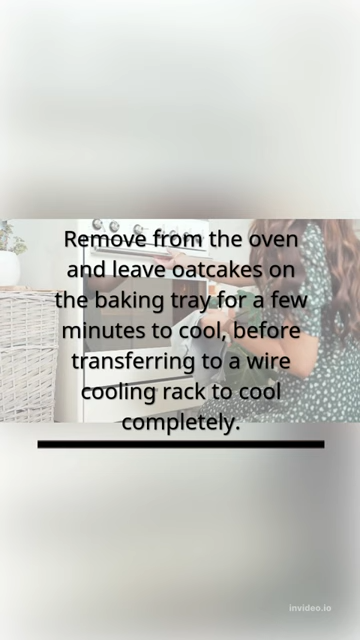 Remove from the oven
and leave oatcakes on
the baking tray for a few
minutes to cool, before
transferring to a wire
cooling rack to cool
completely.
invideo.io